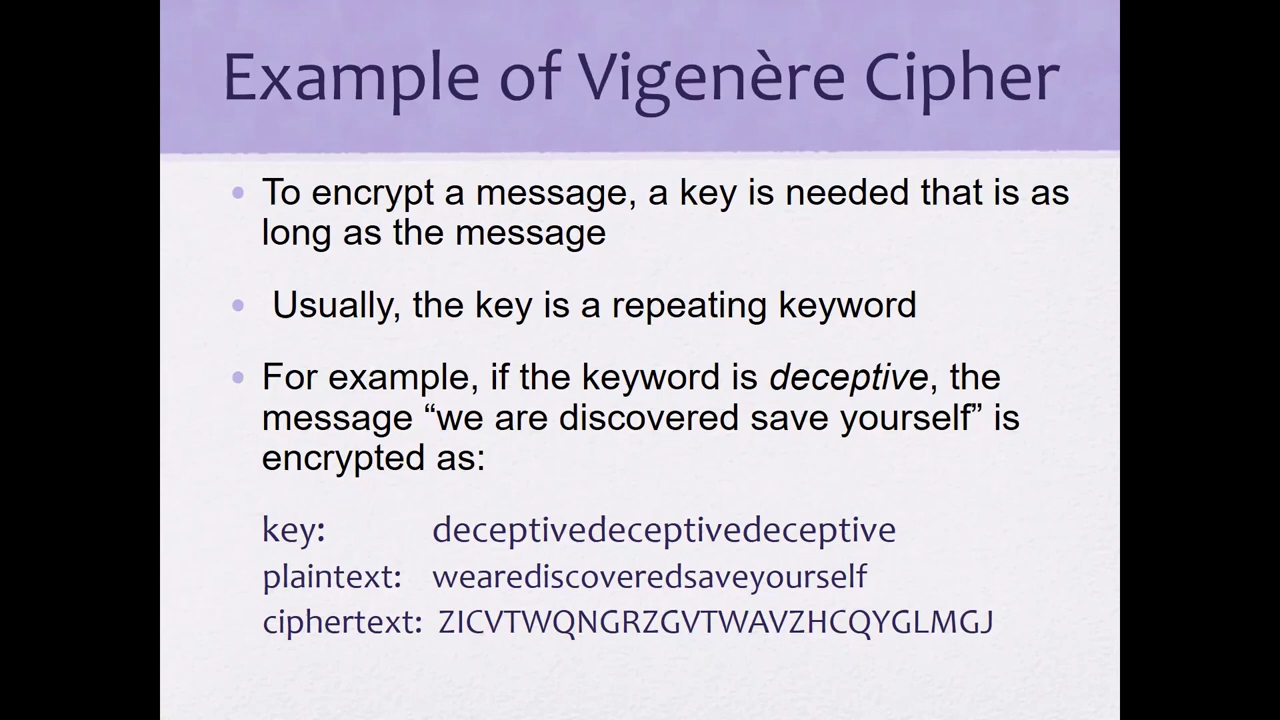 Example of Vigenère Cipher
• To encrypt a message, a key is needed that is as
long as the message
• Usually, the key is a repeating keyword
• For example, if the keyword is deceptive, the
message “we are discovered save yourself” is
encrypted as:
key: deceptivedeceptivedeceptive
plaintext: wearediscoveredsaveyourself
ciphertext: ZICVTWQNGRZGVTWAVZHCQYGLMGJ